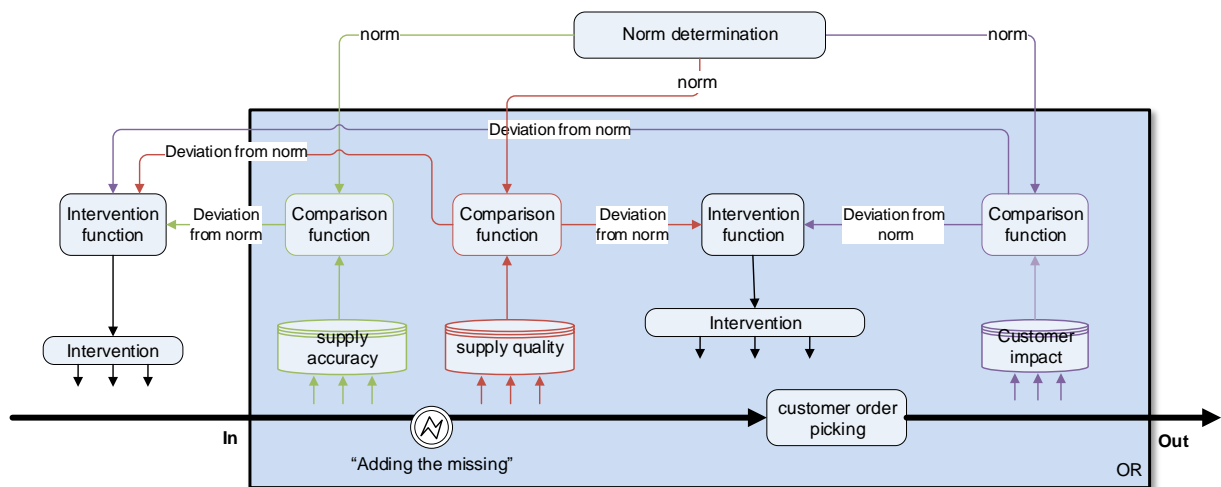 Norm determination
norm
norm
norm
Deviation from norm
Deviation from norm
Intervention
function
Deviation
from norm
Comparison
function
Comparison
function
Deviation
from norm
Intervention
function
Deviation from
norm
Comparison
function
Intervention
supply
accuracy
supply quality
Intervention
Customer
impact
customer order
picking
In
Out
“Adding the missing”
OR